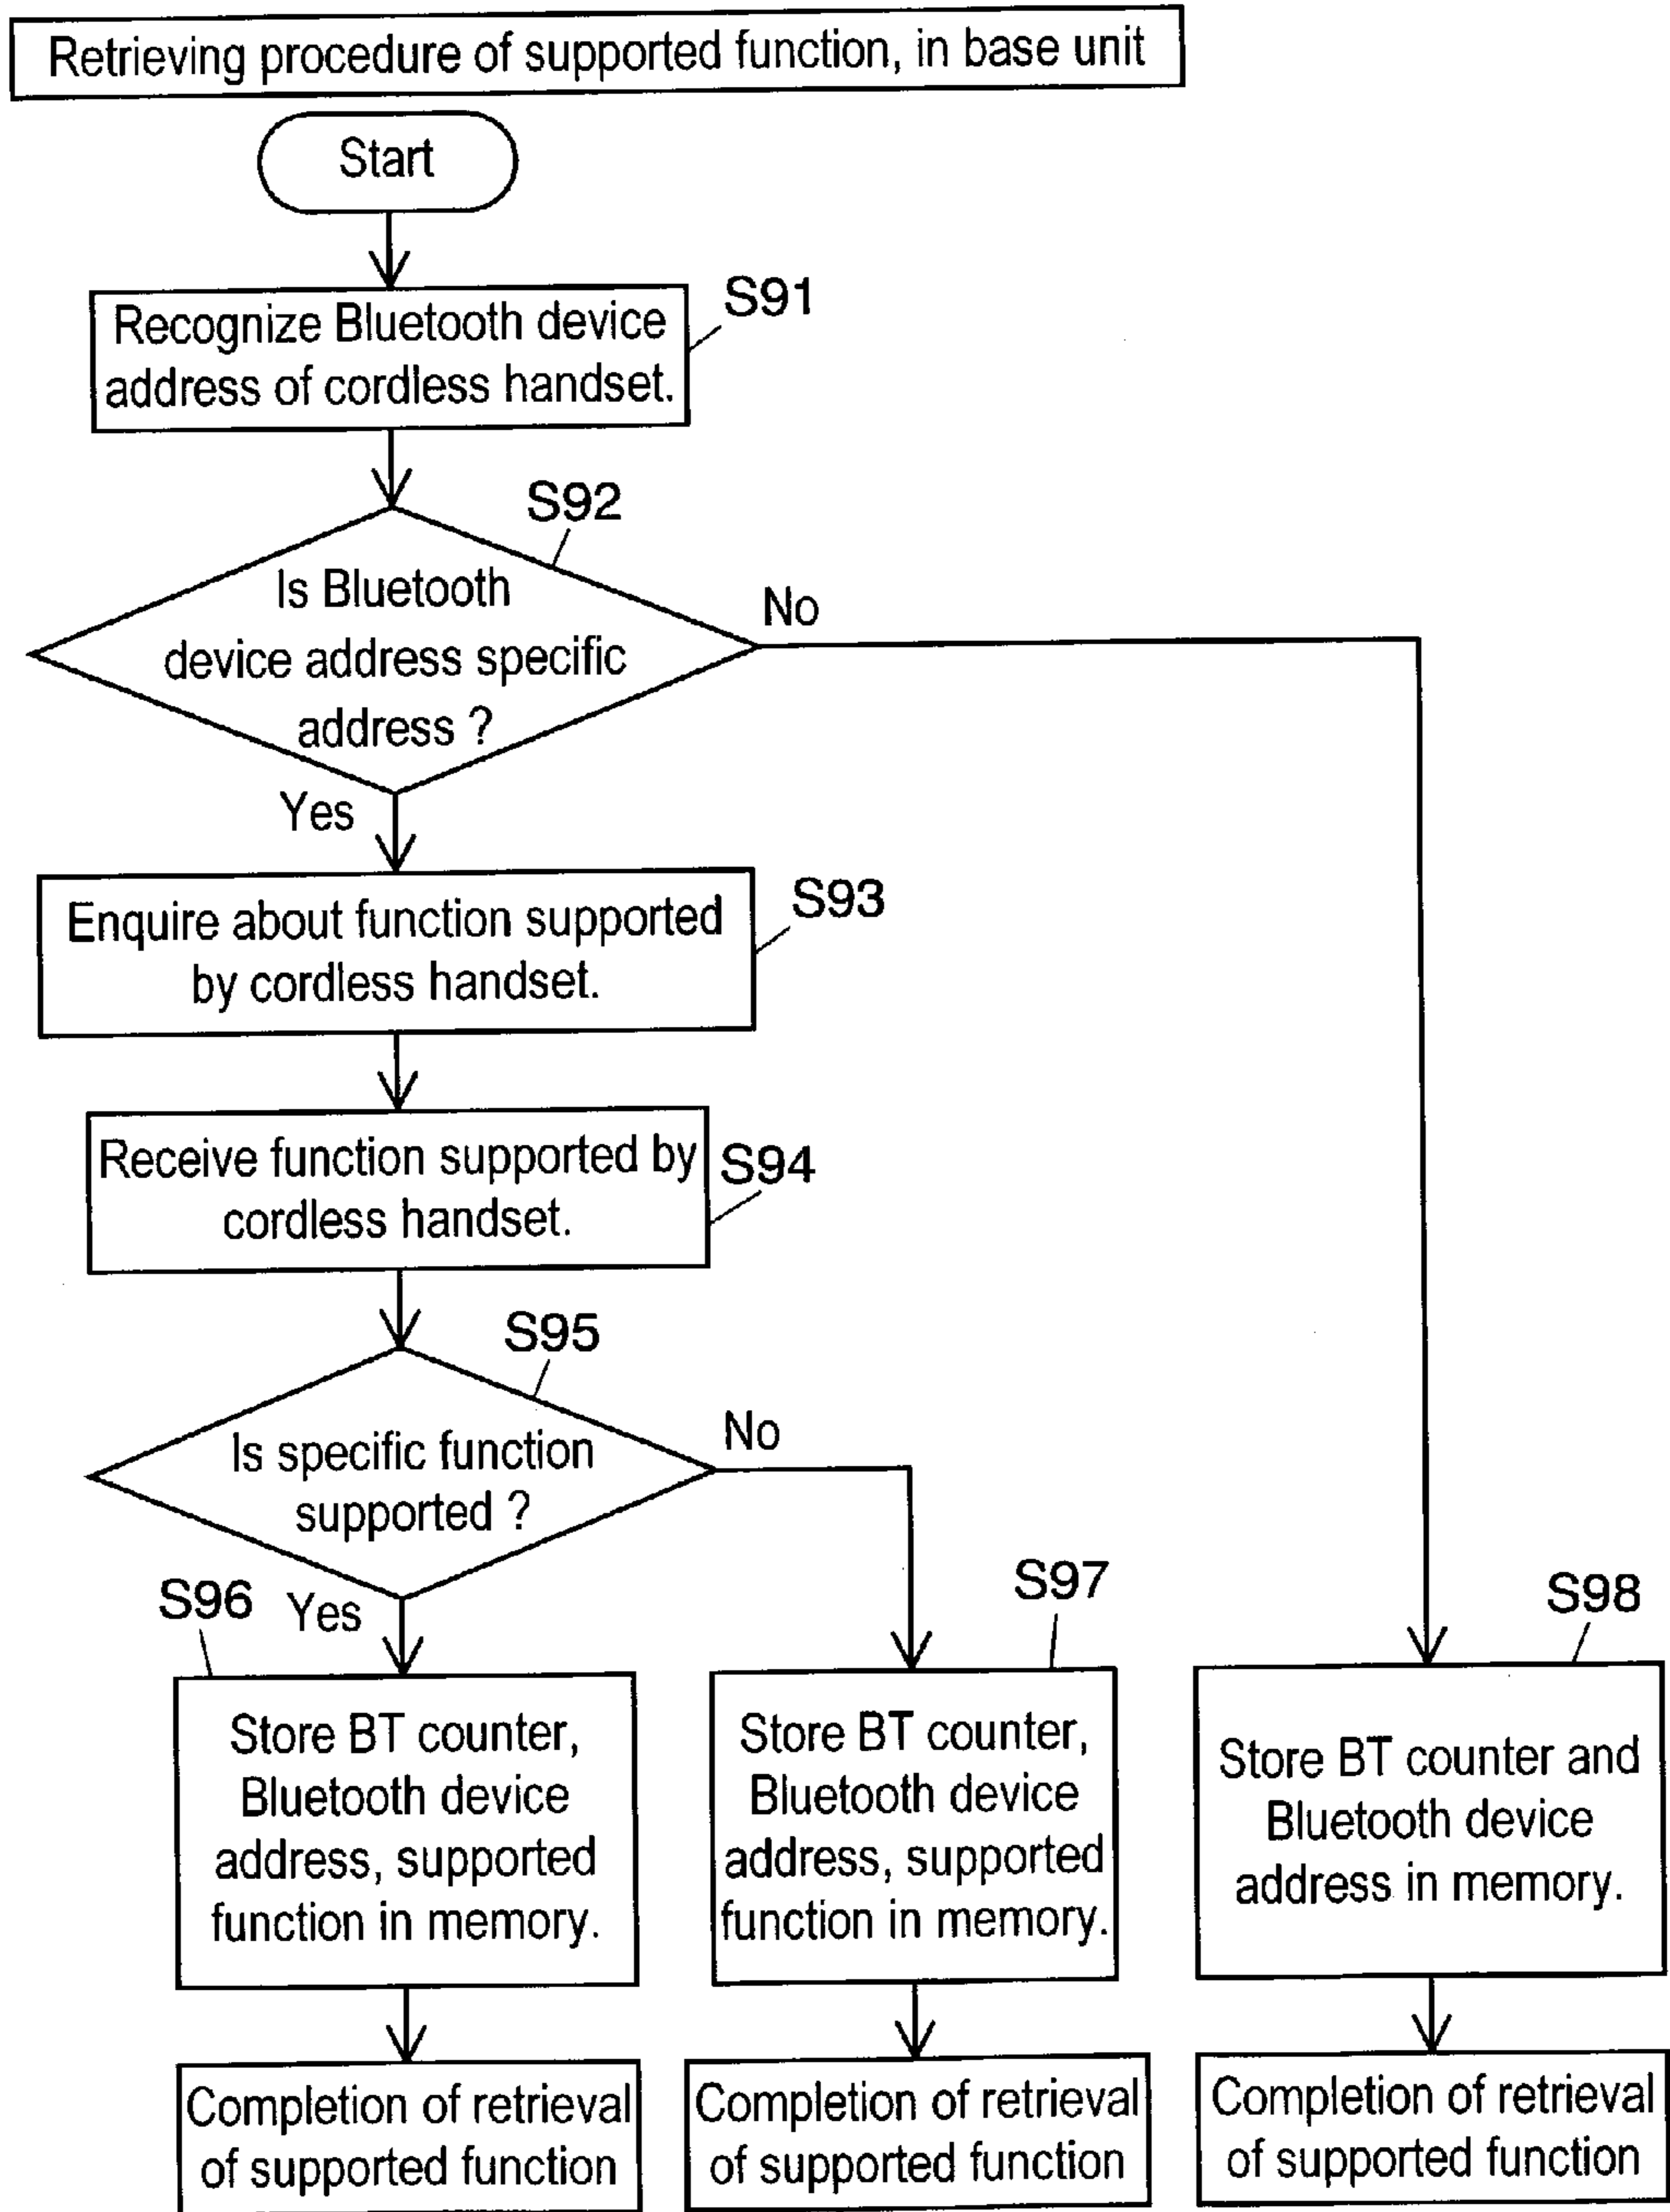 Retrieving procedure of supported function, in base unit
Start
S91
Recognize Bluetooth device
address of cordless handset.
S92
Is Bluetooth
device address specific
address ?
No
Yes
S93
Enquire about function supported
by cordless handset.
S94
Receive function supported by
cordless handset.
S95
Is specific function
supported ?
No
Yes
S96
Store BT counter,
Bluetooth device
address, supported
function in memory.
S97
Store BT counter,
Bluetooth device
address, supported
function in memory.
S98
Store BT counter and
Bluetooth device
address in memory.
Completion of retrieval
of supported function
Completion of retrieval
of supported function
Completion of retrieval
of supported function